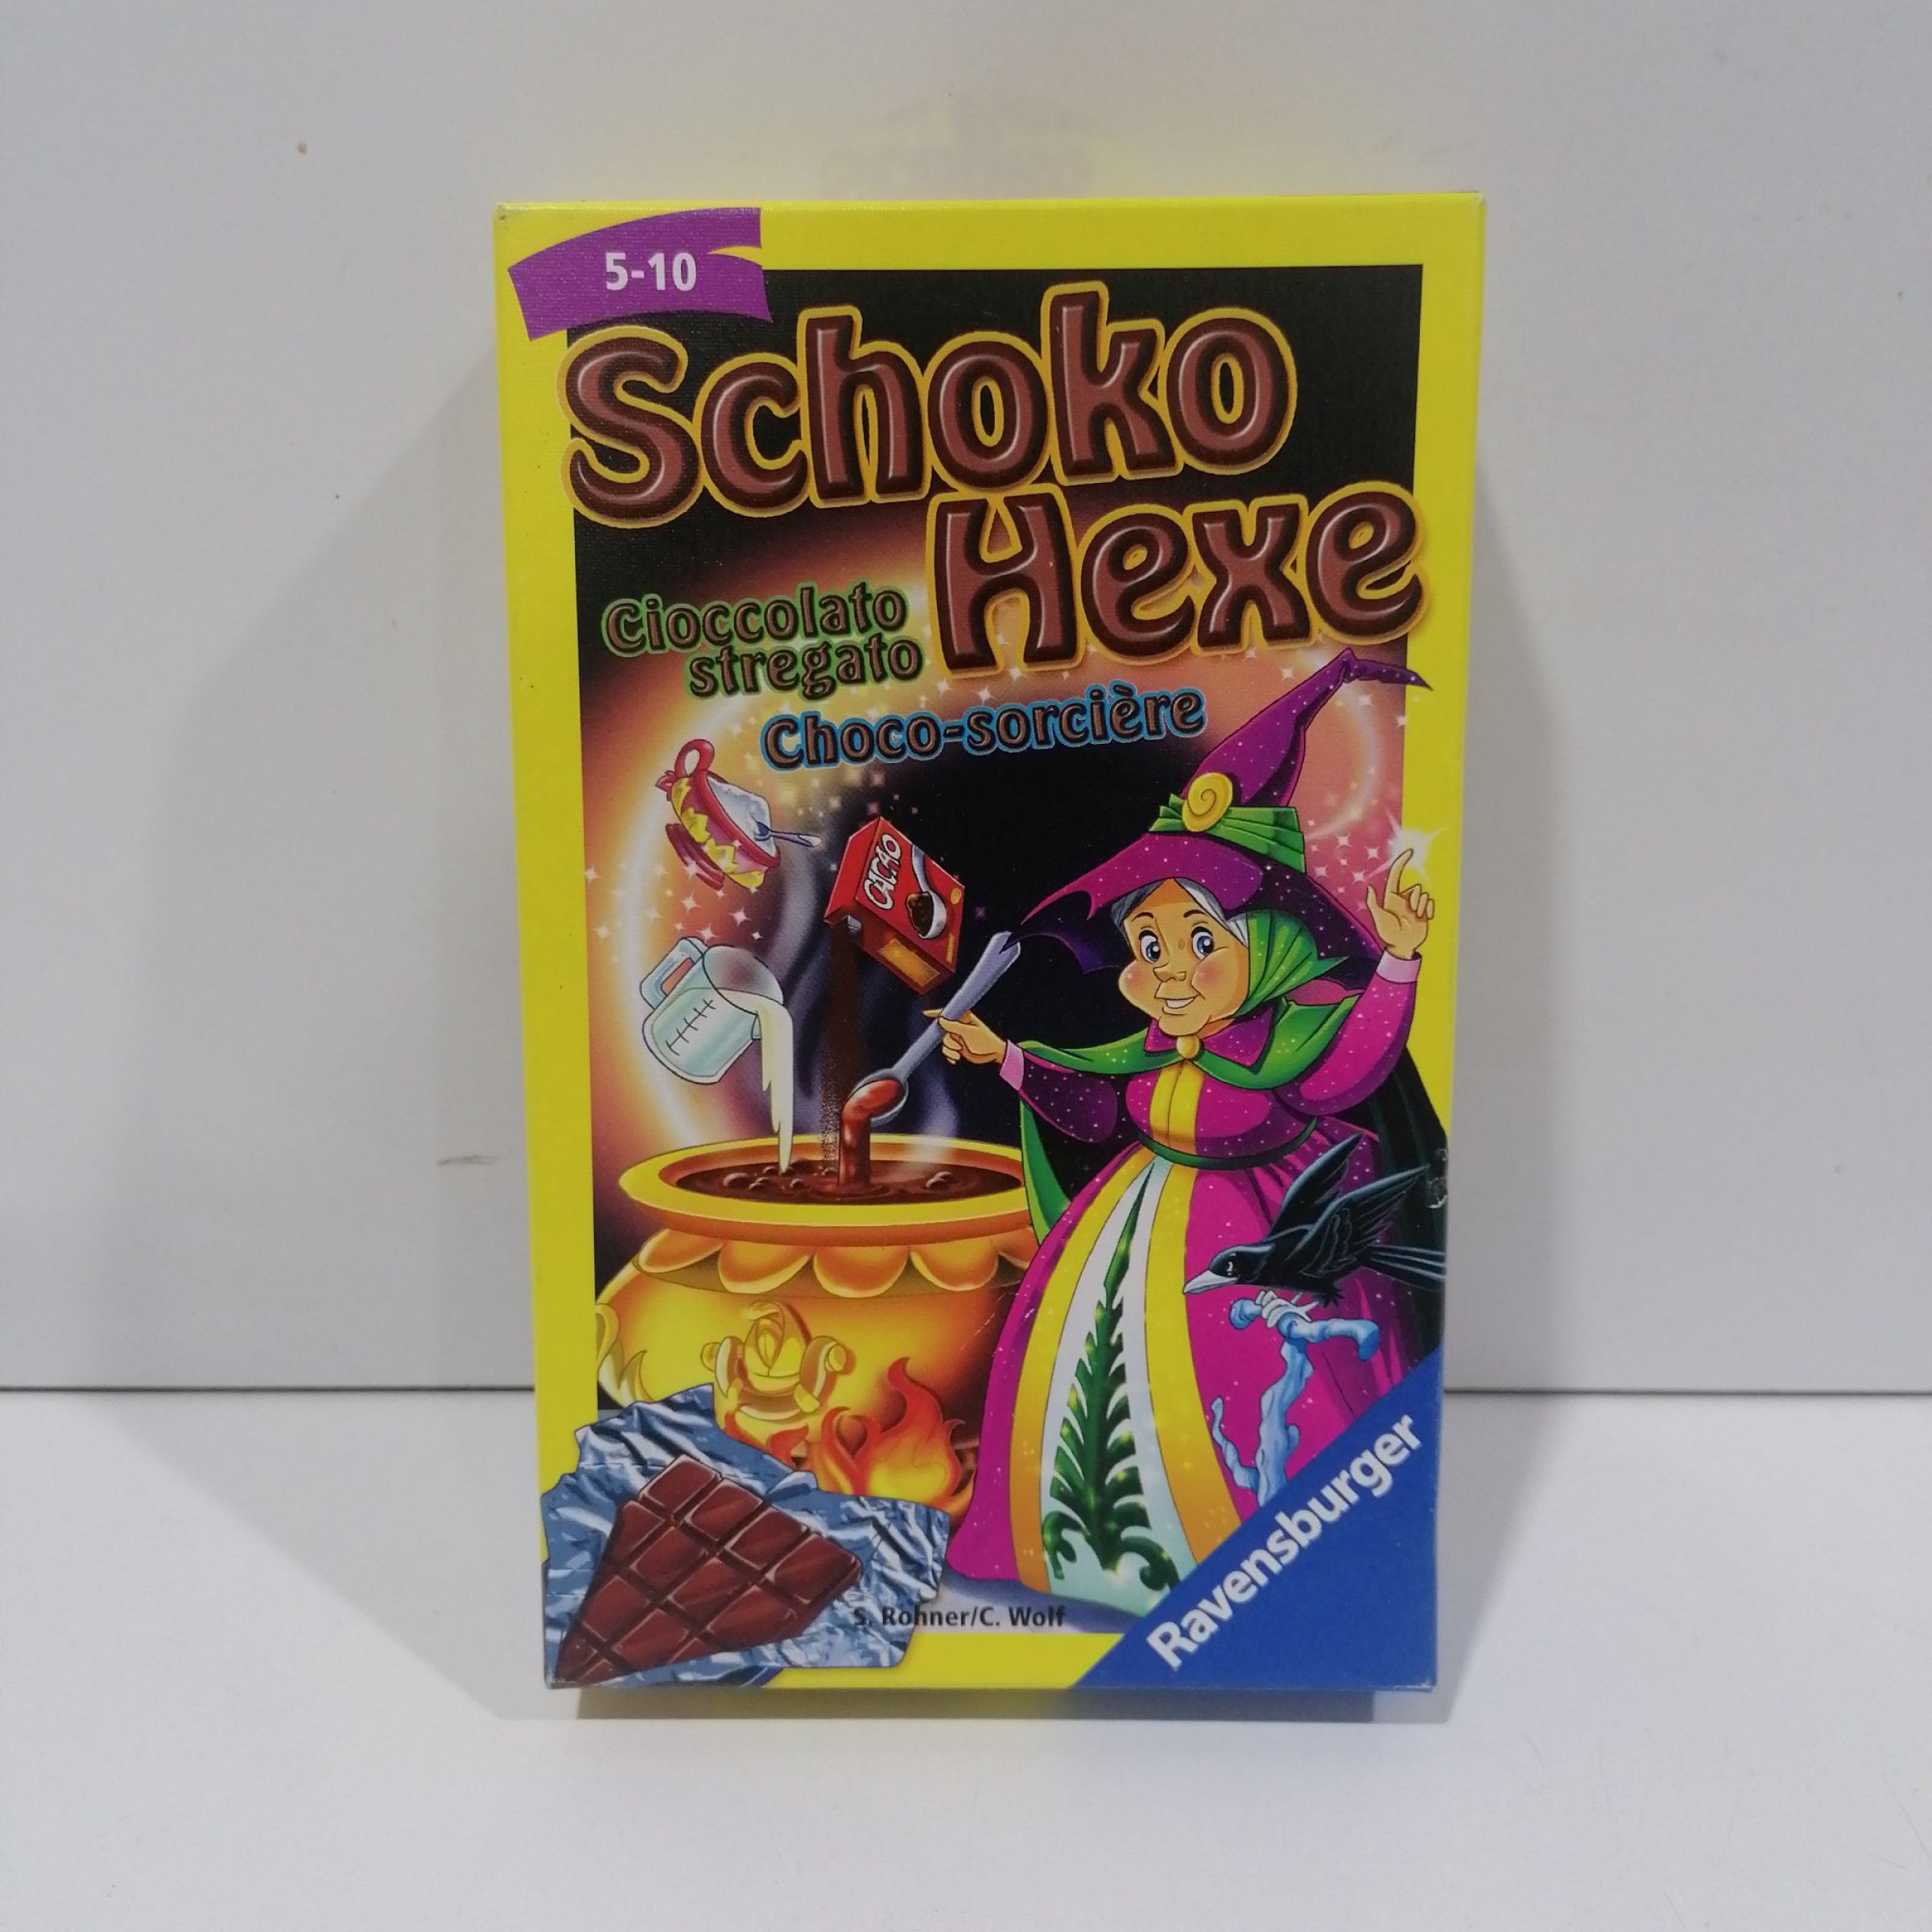 5-10
Schoko
Hexe
Cioccolato
stregato
Choco-sorcière
CACAO
S. Rohner/C. Wolf
Ravensburger